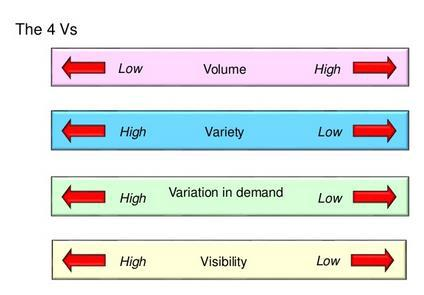 The 4 Vs
Low Volume High
High Variety Low
High Variation in demand Low
High Visibility Low